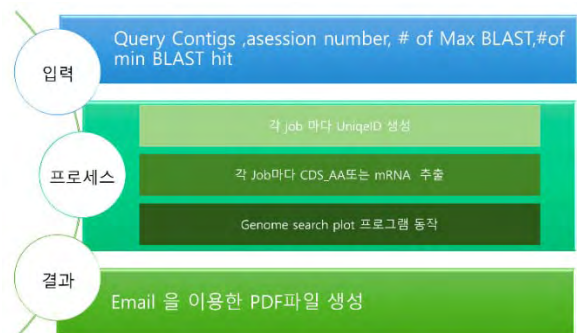 Query Contigs ,asession number, # of Max BLAST,#of
min BLAST hit
입력
각 job 마다 UniqeID 생성
프로세스
각 Job마다 CDS_AA또는 mRNA 추출
Genome search plot 프로그램 동작
결과
Email 을 이용한 PDF파일 생성